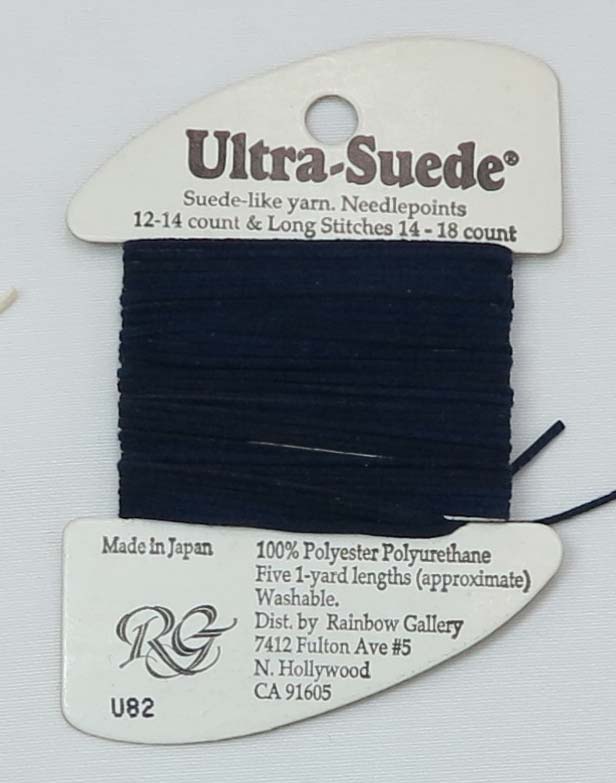 Ultra-Suede®
Suede-like yarn. Needlepoints
12-14 count & Long Stitches 14 - 18 count
Made in Japan
100% Polyester Polyurethane
Five 1-yard lengths (approximate)
Washable.
Dist. by Rainbow Gallery
7412 Fulton Ave #5
N. Hollywood
CA 91605
RG
U82